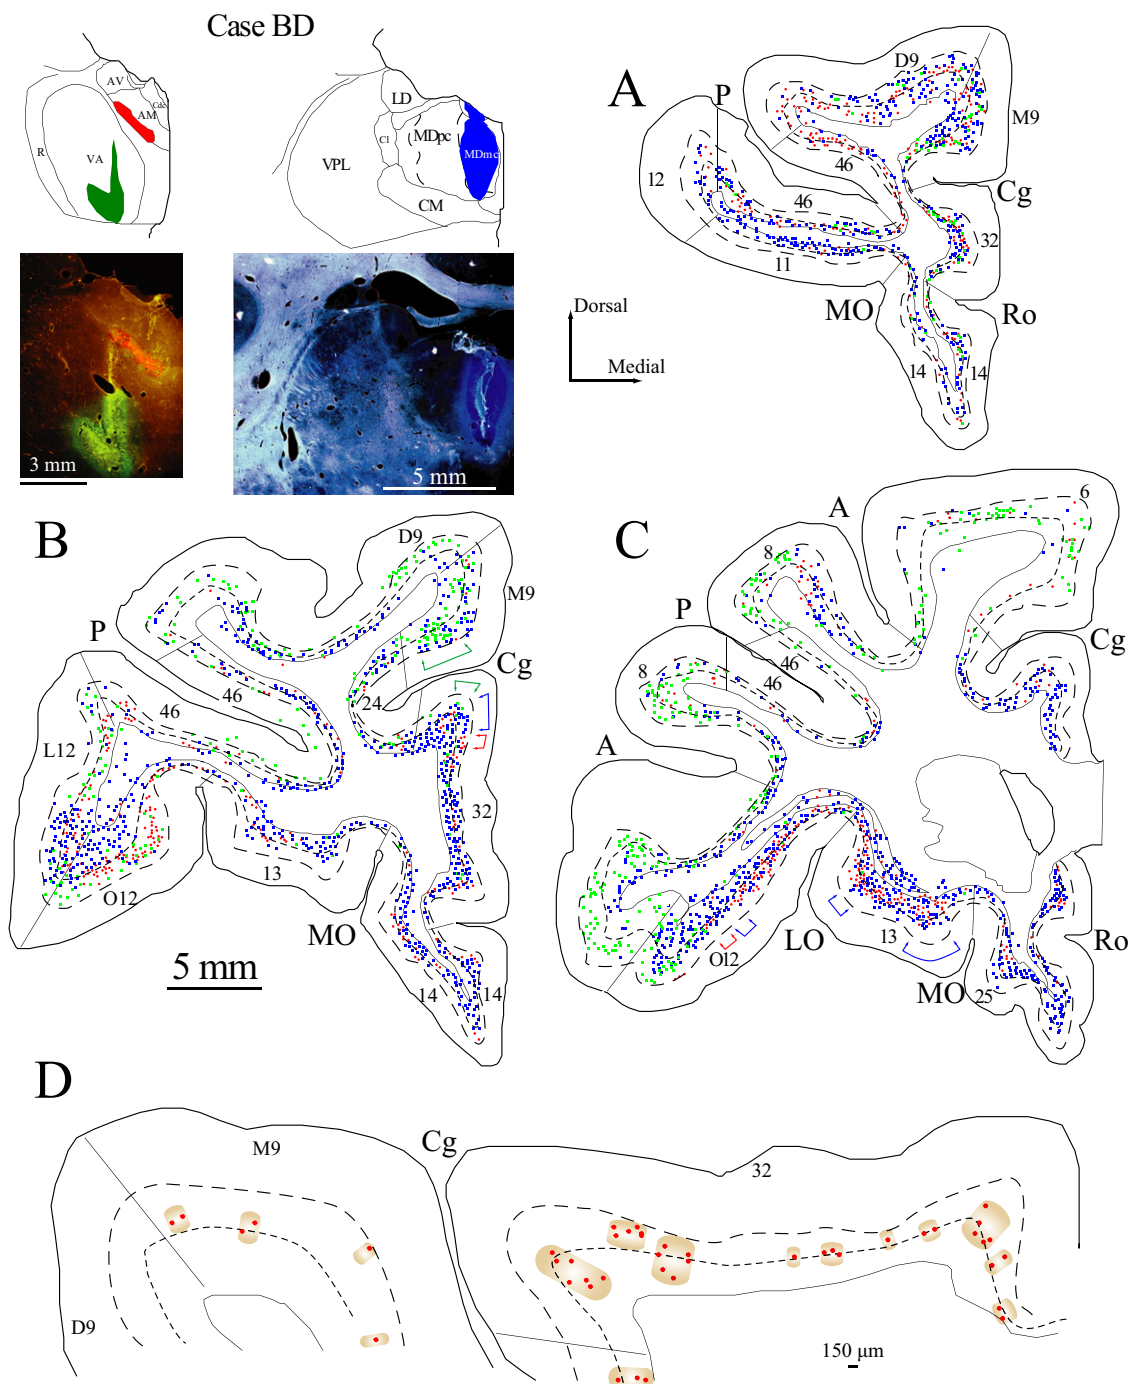 Case BD
AV
Cdc
AM
R
VA
LD
Cl
MDpc
MDmc
VPL
CM
3 mm
5 mm
A
D9
P
M9
46
12
46
Cg
32
11
MO
Ro
14
14
Dorsal
Medial
B
D9
M9
P
Cg
46
46
24
L12
32
O12
13
MO
14
14
5 mm
C
A
6
8
P
46
46
Cg
8
A
O12
LO
13
MO
25
Ro
D
M9
Cg
32
D9
150 μm